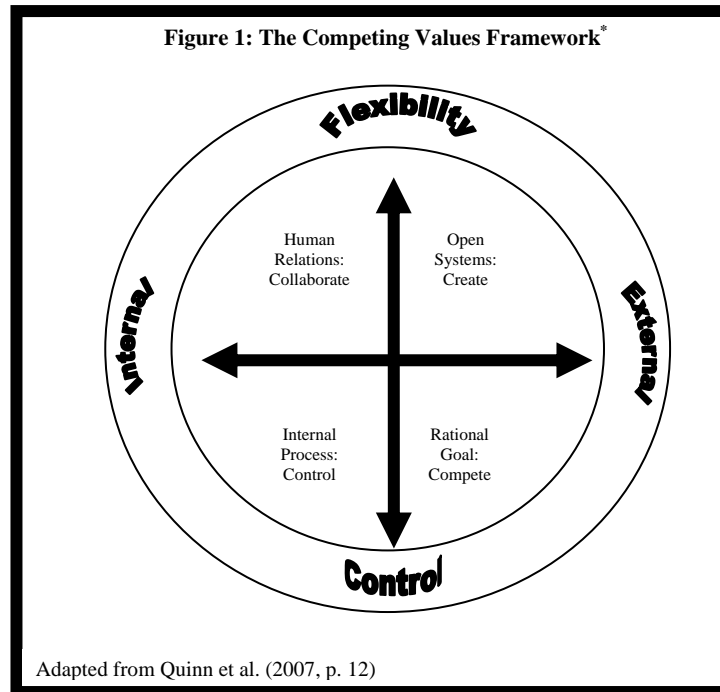 Figure 1: The Competing Values Framework*
Flexibility
Human
Relations:
Collaborate
Open
Systems:
Create
Internal
External
Internal
Process:
Control
Rational
Goal:
Compete
Control
Adapted from Quinn et al. (2007, p. 12)